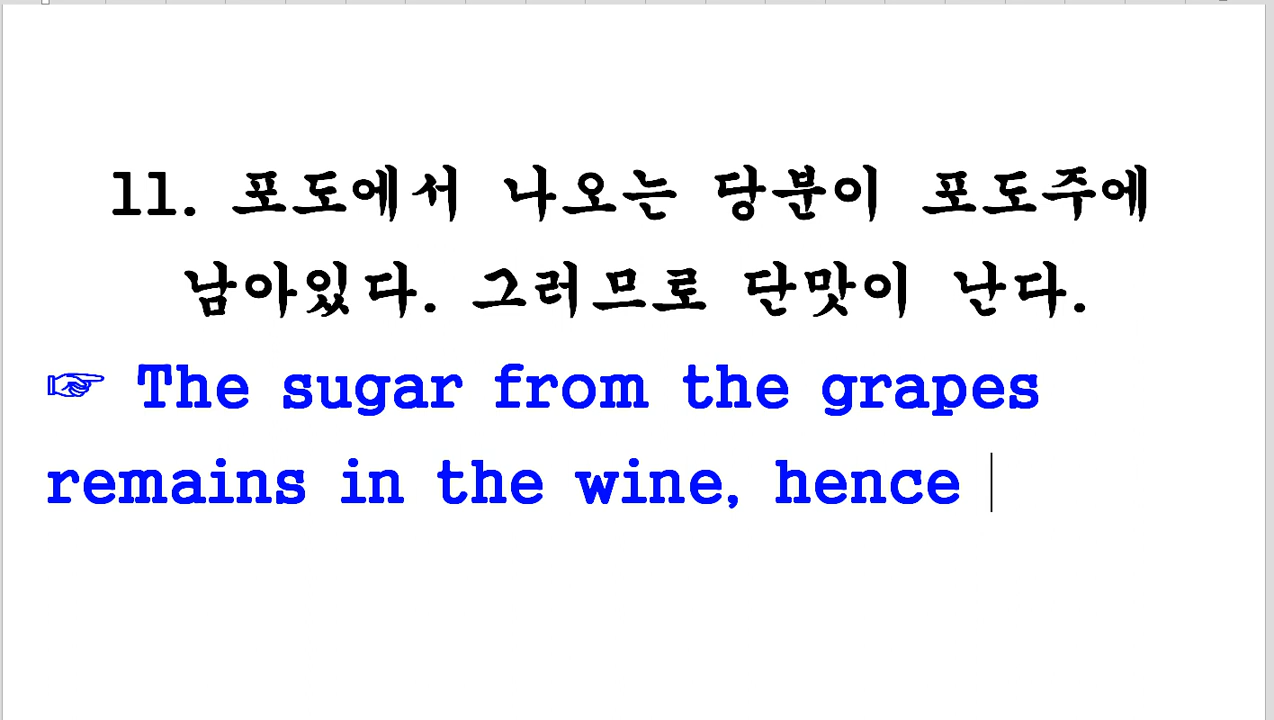 11. 포도에서 나오는 당분이 포도주에
남아있다. 그러므로 단맛이 난다.
☞ The sugar from the grapes
remains in the wine, hence